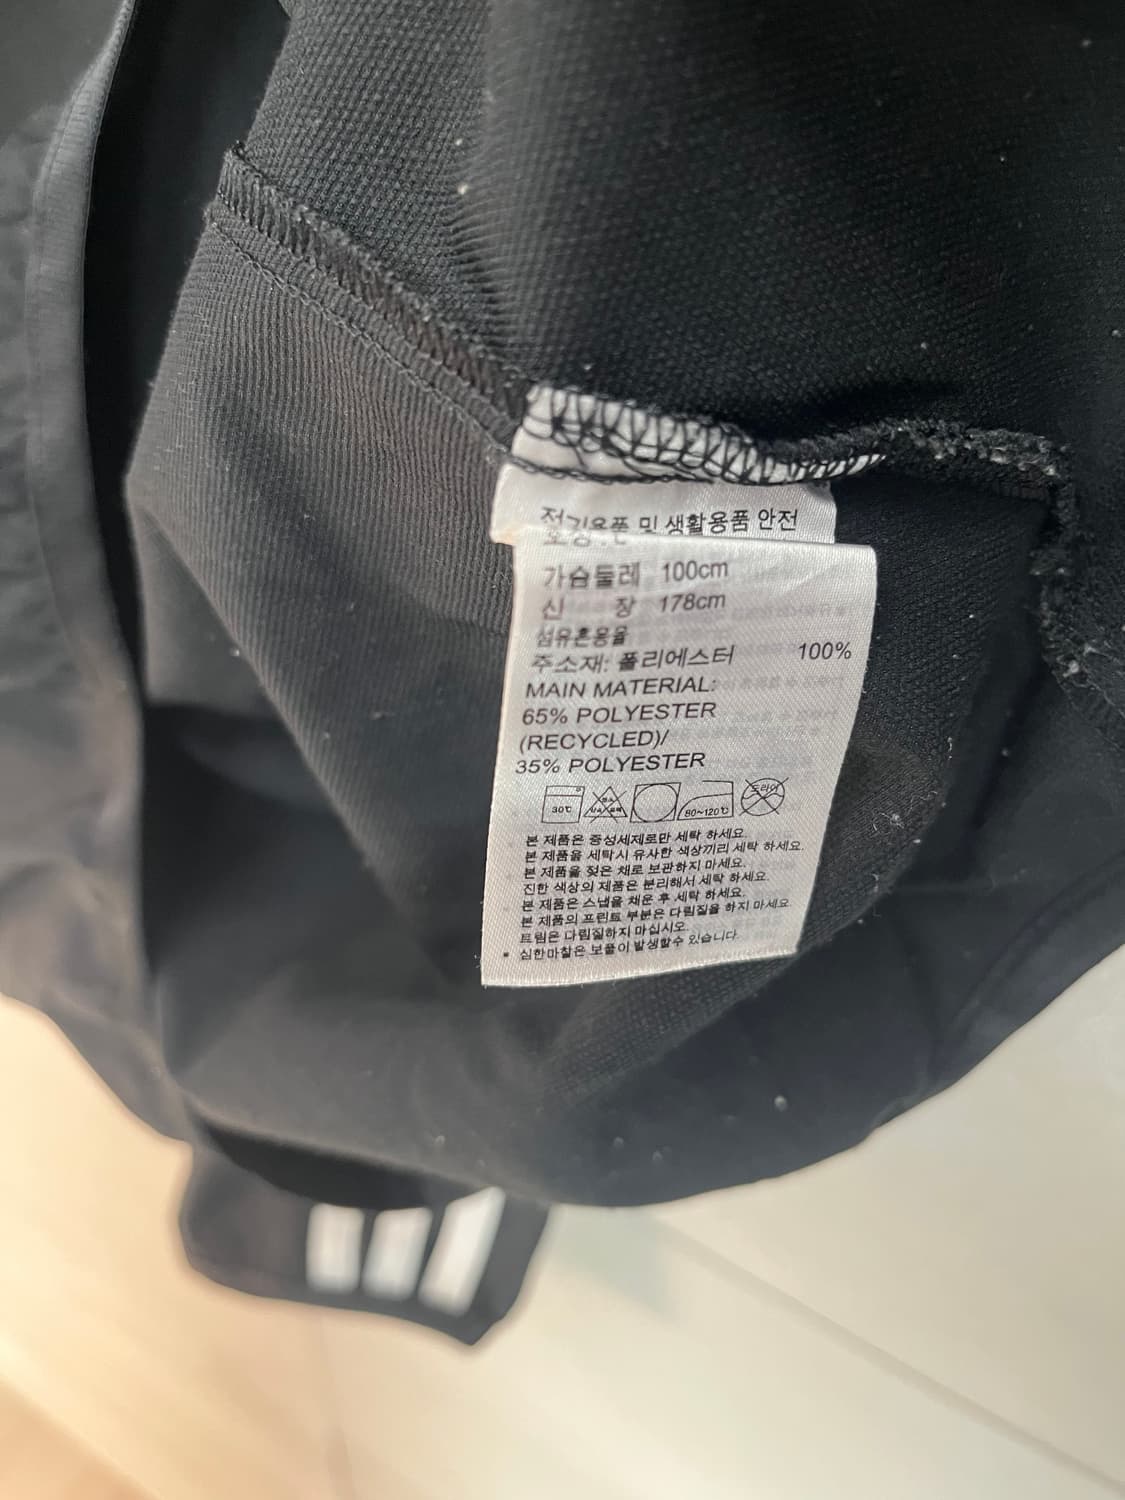 및 생활용품 안전
가슴둘레 100cm
신 장 178cm
섬유혼용율
주소재: 폴리에스터 100%
MAIN MATERIAL:
65% POLYESTER
(RECYCLED)/
35% POLYESTER
30℃ 80~120℃ 드라이
본 제품은 중성세제로만 세탁 하세요.
본 제품을 세탁시 유사한 색상끼리 세탁 하세요.
본 제품을 젖은 채로 보관하지 마세요.
진한 색상의 제품은 분리해서 세탁 하세요.
본 제품은 스냅을 채운 후 세탁 하세요.
본 제품의 프린트 부분은 다림질을 하지 마세요.
트림은 다림질하지 마십시오.
• 심한마찰은 보풀이 발생할수 있습니다.